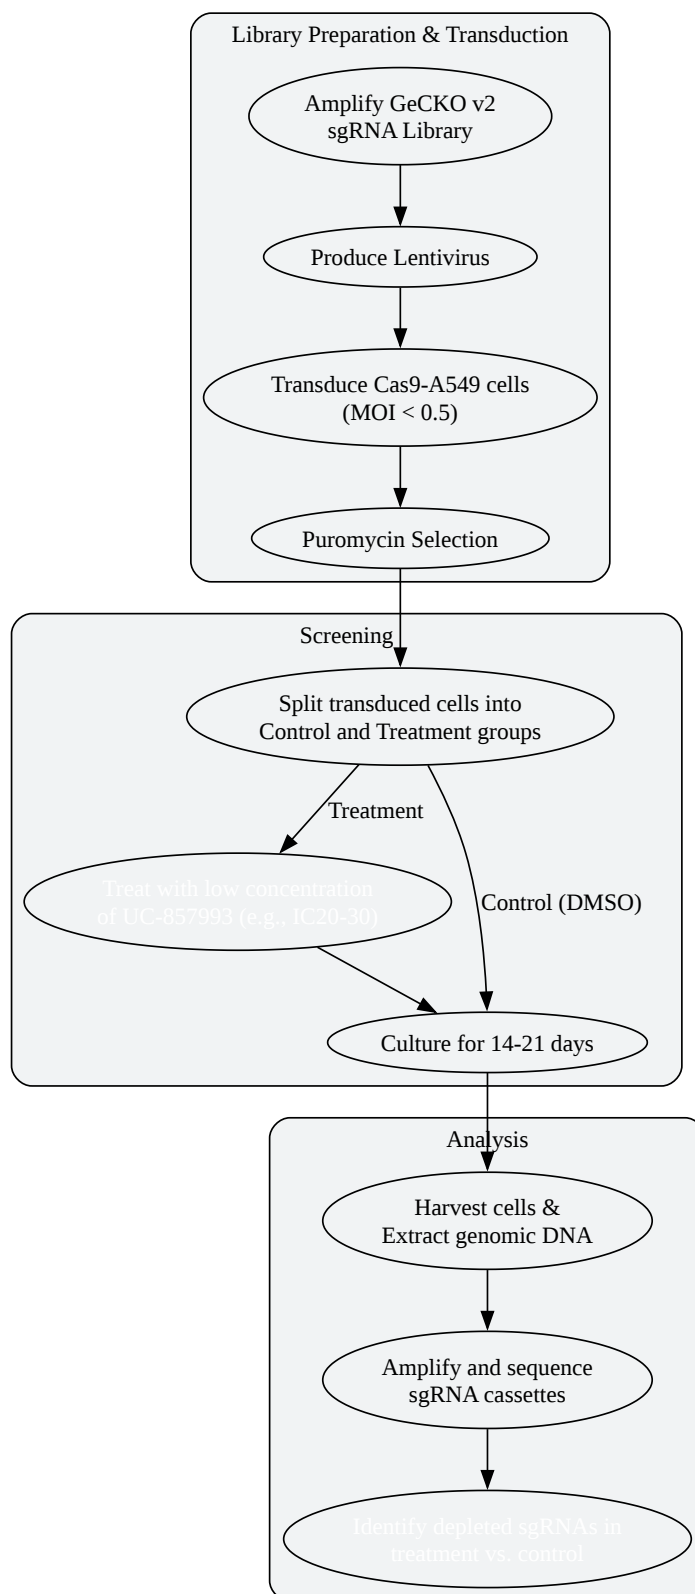 Library Preparation & Transduction
Amplify GeCKO v2
sgRNA Library
Produce Lentivirus
Transduce Cas9-A549 cells
(MOI < 0.5)
Puromycin Selection
Screening
Split transduced cells into
Control and Treatment groups
Treatment
Treat with low concentration
of UC-857993 (e.g., IC20-30)
Control (DMSO)
Culture for 14-21 days
Analysis
Harvest cells &
Extract genomic DNA
Amplify and sequence
sgRNA cassettes
Identify depleted sgRNAs in
treatment vs. control